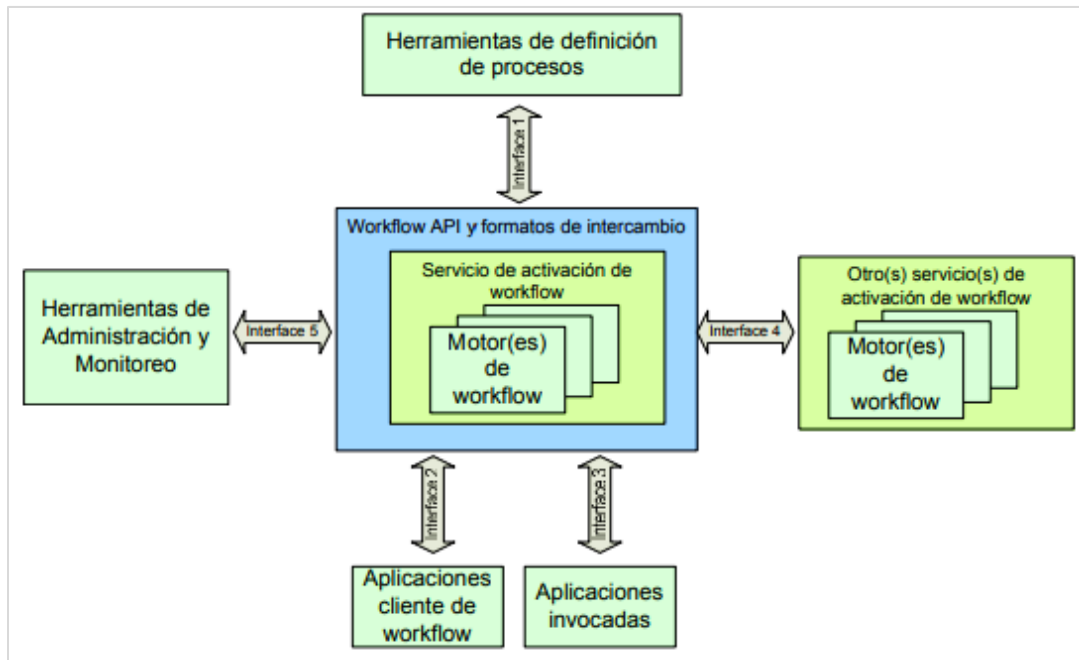 Herramientas de definición
de procesos
Interface 1
Workflow API y formatos de intercambio
Servicio de activación de
workflow
Motor(es)
de
workflow
Herramientas de
Administración y
Monitoreo
Interface 5
Interface 4
Otro(s) servicio(s) de
activación de workflow
Motor(es)
de
workflow
Interface 2
Interface 3
Aplicaciones
cliente de
workflow
Aplicaciones
invocadas